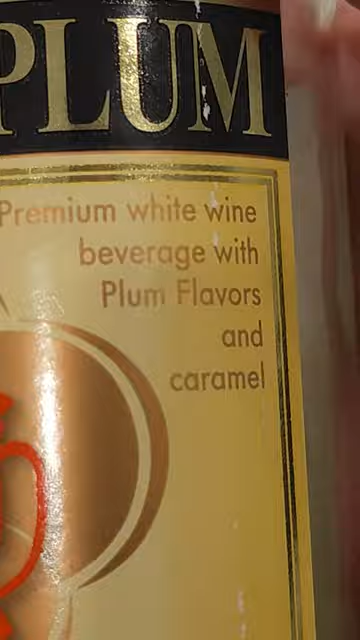 PLUM
Premium white wine
beverage with
Plum Flavors
and
caramel